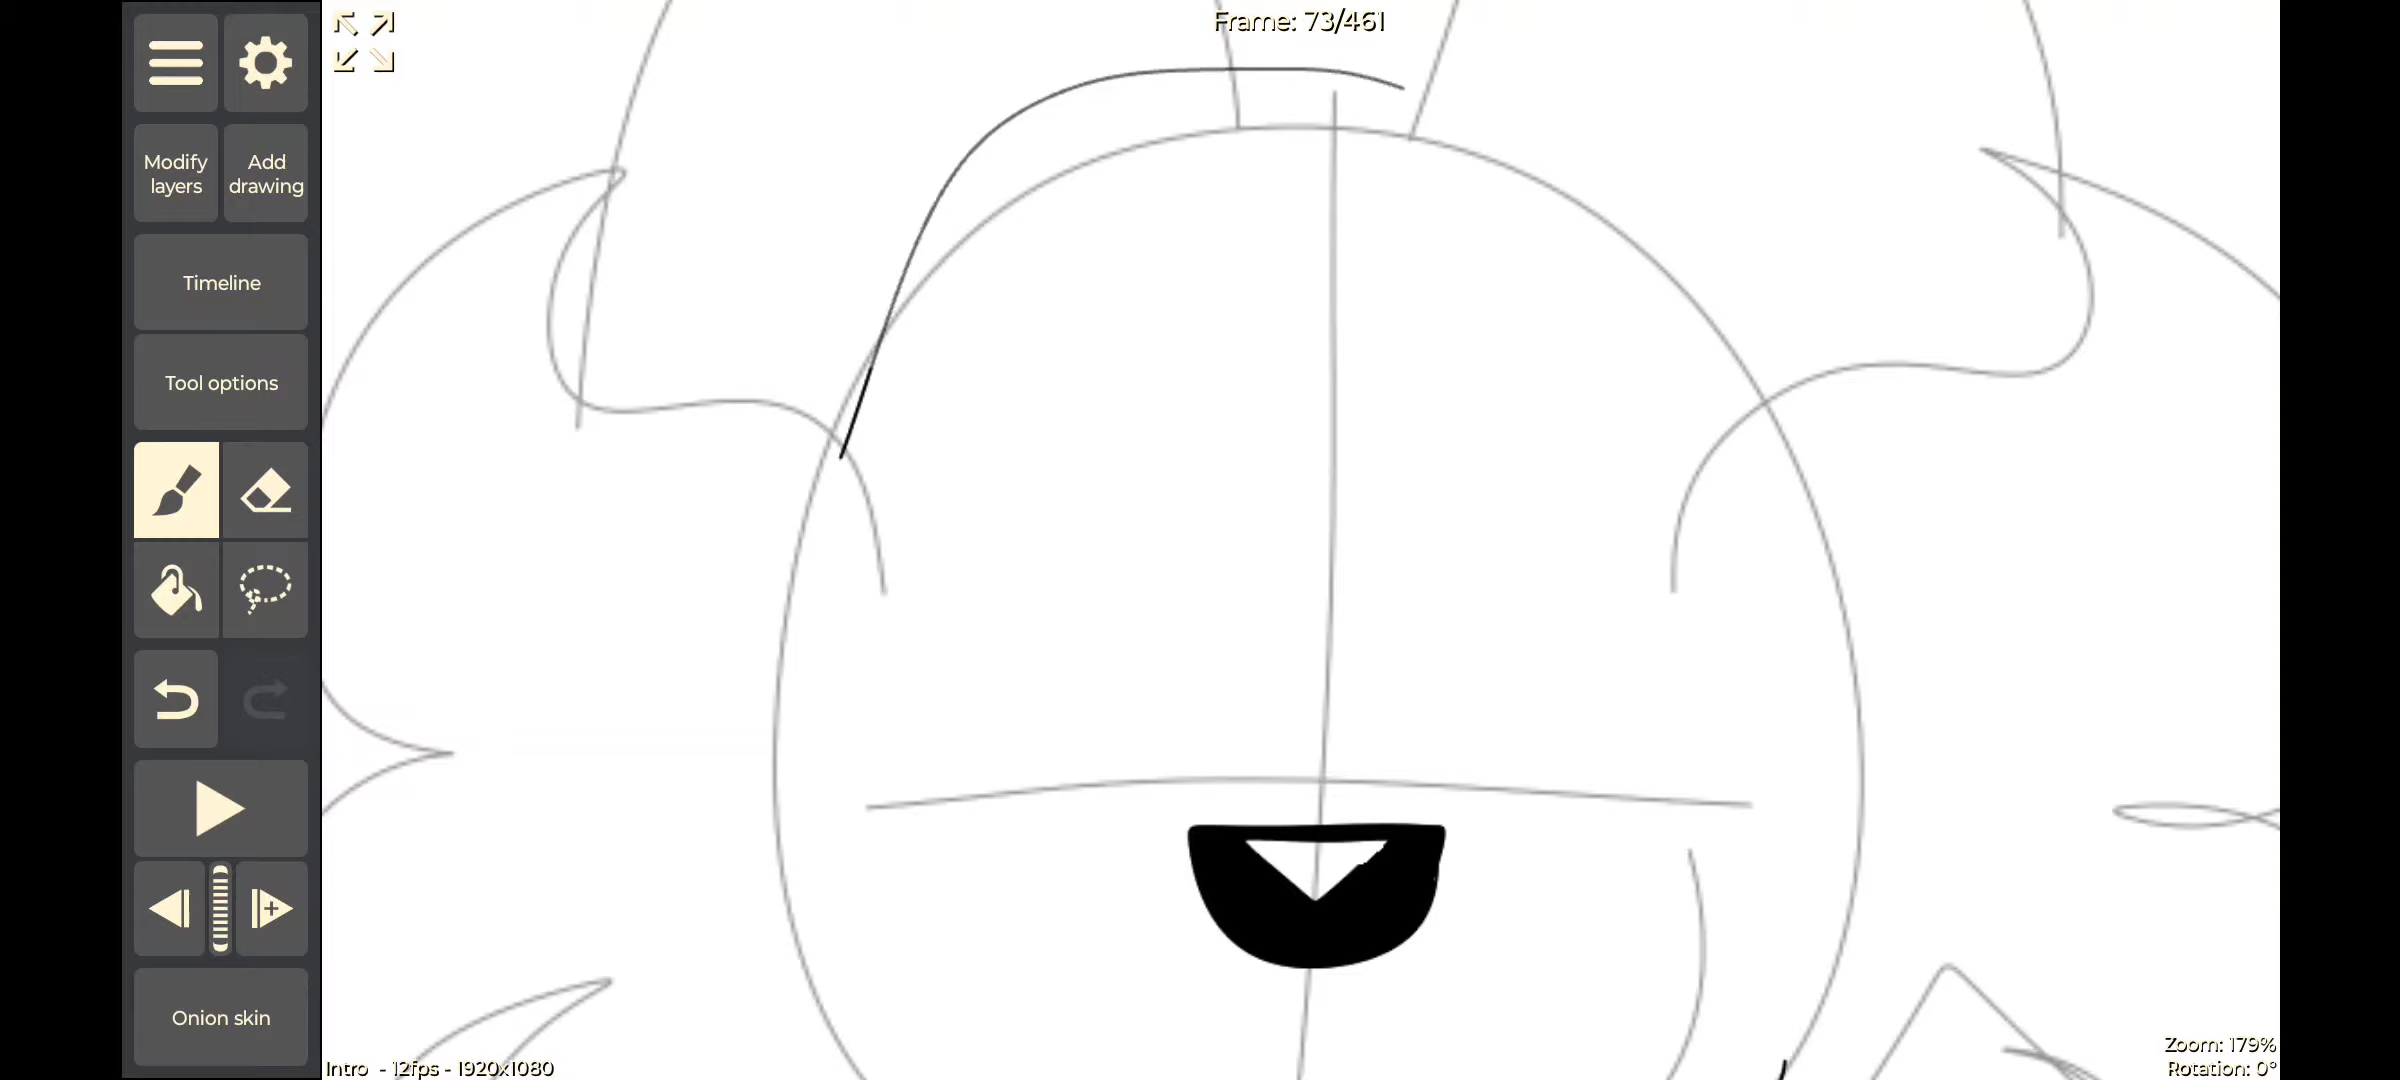 Frame: 73/461
Modify layers
Add drawing
Timeline
Tool options
Onion skin
Intro - 12fps - 1920x1080
Zoom: 179%
Rotation: 0°